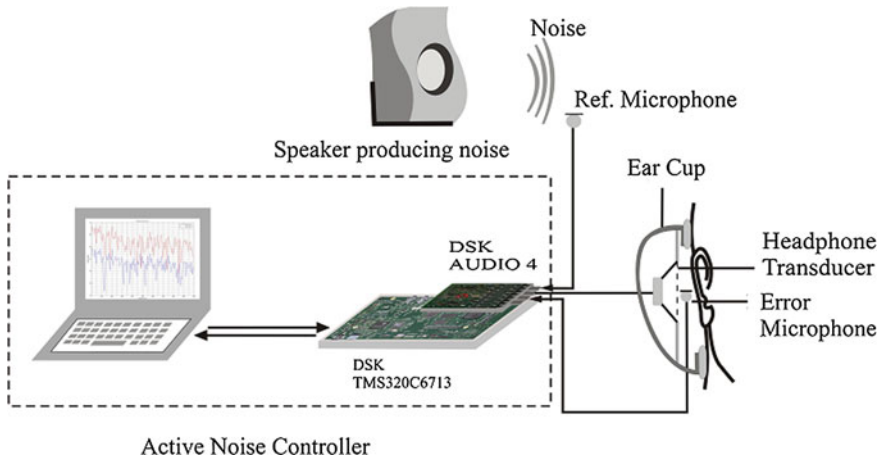 Noise
Ref. Microphone
Speaker producing noise
Ear Cup
DSK
AUDIO 4
Headphone
Transducer
Error
Microphone
DSK
TMS320C6713
Active Noise Controller